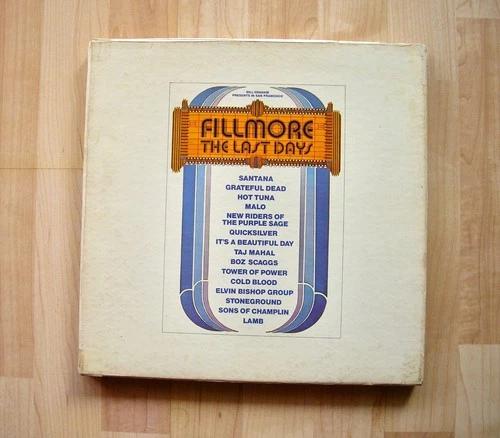 BILL GRAHAM
PRESENTS IN SAN FRANCISCO
FILLMORE
THE LAST DAYS
SANTANA
GRATEFUL DEAD
HOT TUNA
MALO
NEW RIDERS OF
THE PURPLE SAGE
QUICKSILVER
IT'S A BEAUTIFUL DAY
TAJ MAHAL
BOZ SCAGGS
TOWER OF POWER
COLD BLOOD
ELVIN BISHOP GROUP
STONEGROUND
SONS OF CHAMPLIN
LAMB